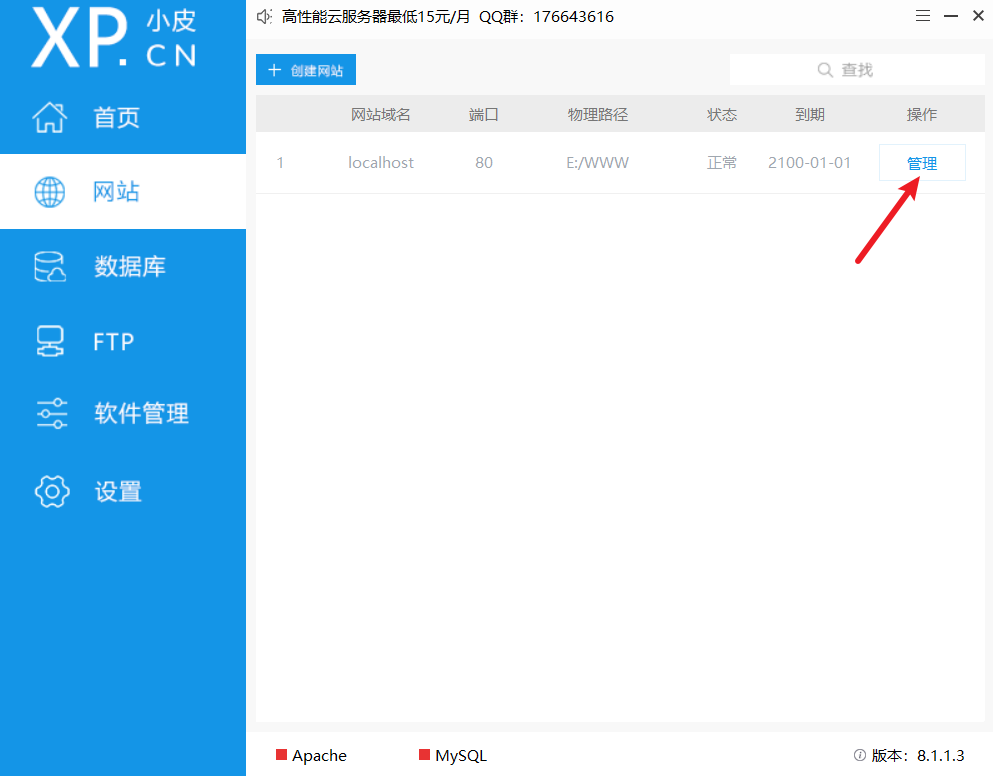 XP.小皮
CN
高性能云服务器最低15元/月 QQ群：176643616
首页
网站
数据库
FTP
软件管理
设置
创建网站
查找
网站域名 端口 物理路径 状态 到期 操作
1 localhost 80 E:/WWW 正常 2100-01-01 管理
Apache MySQL 版本：8.1.1.3